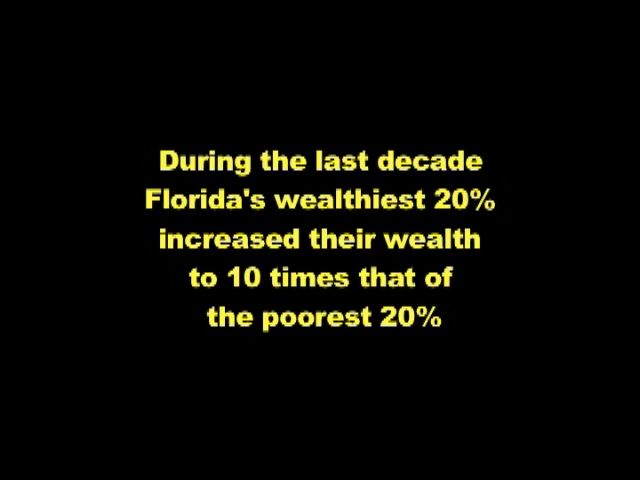 During the last decade
Florida's wealthiest 20%
increased their wealth
to 10 times that of
the poorest 20%